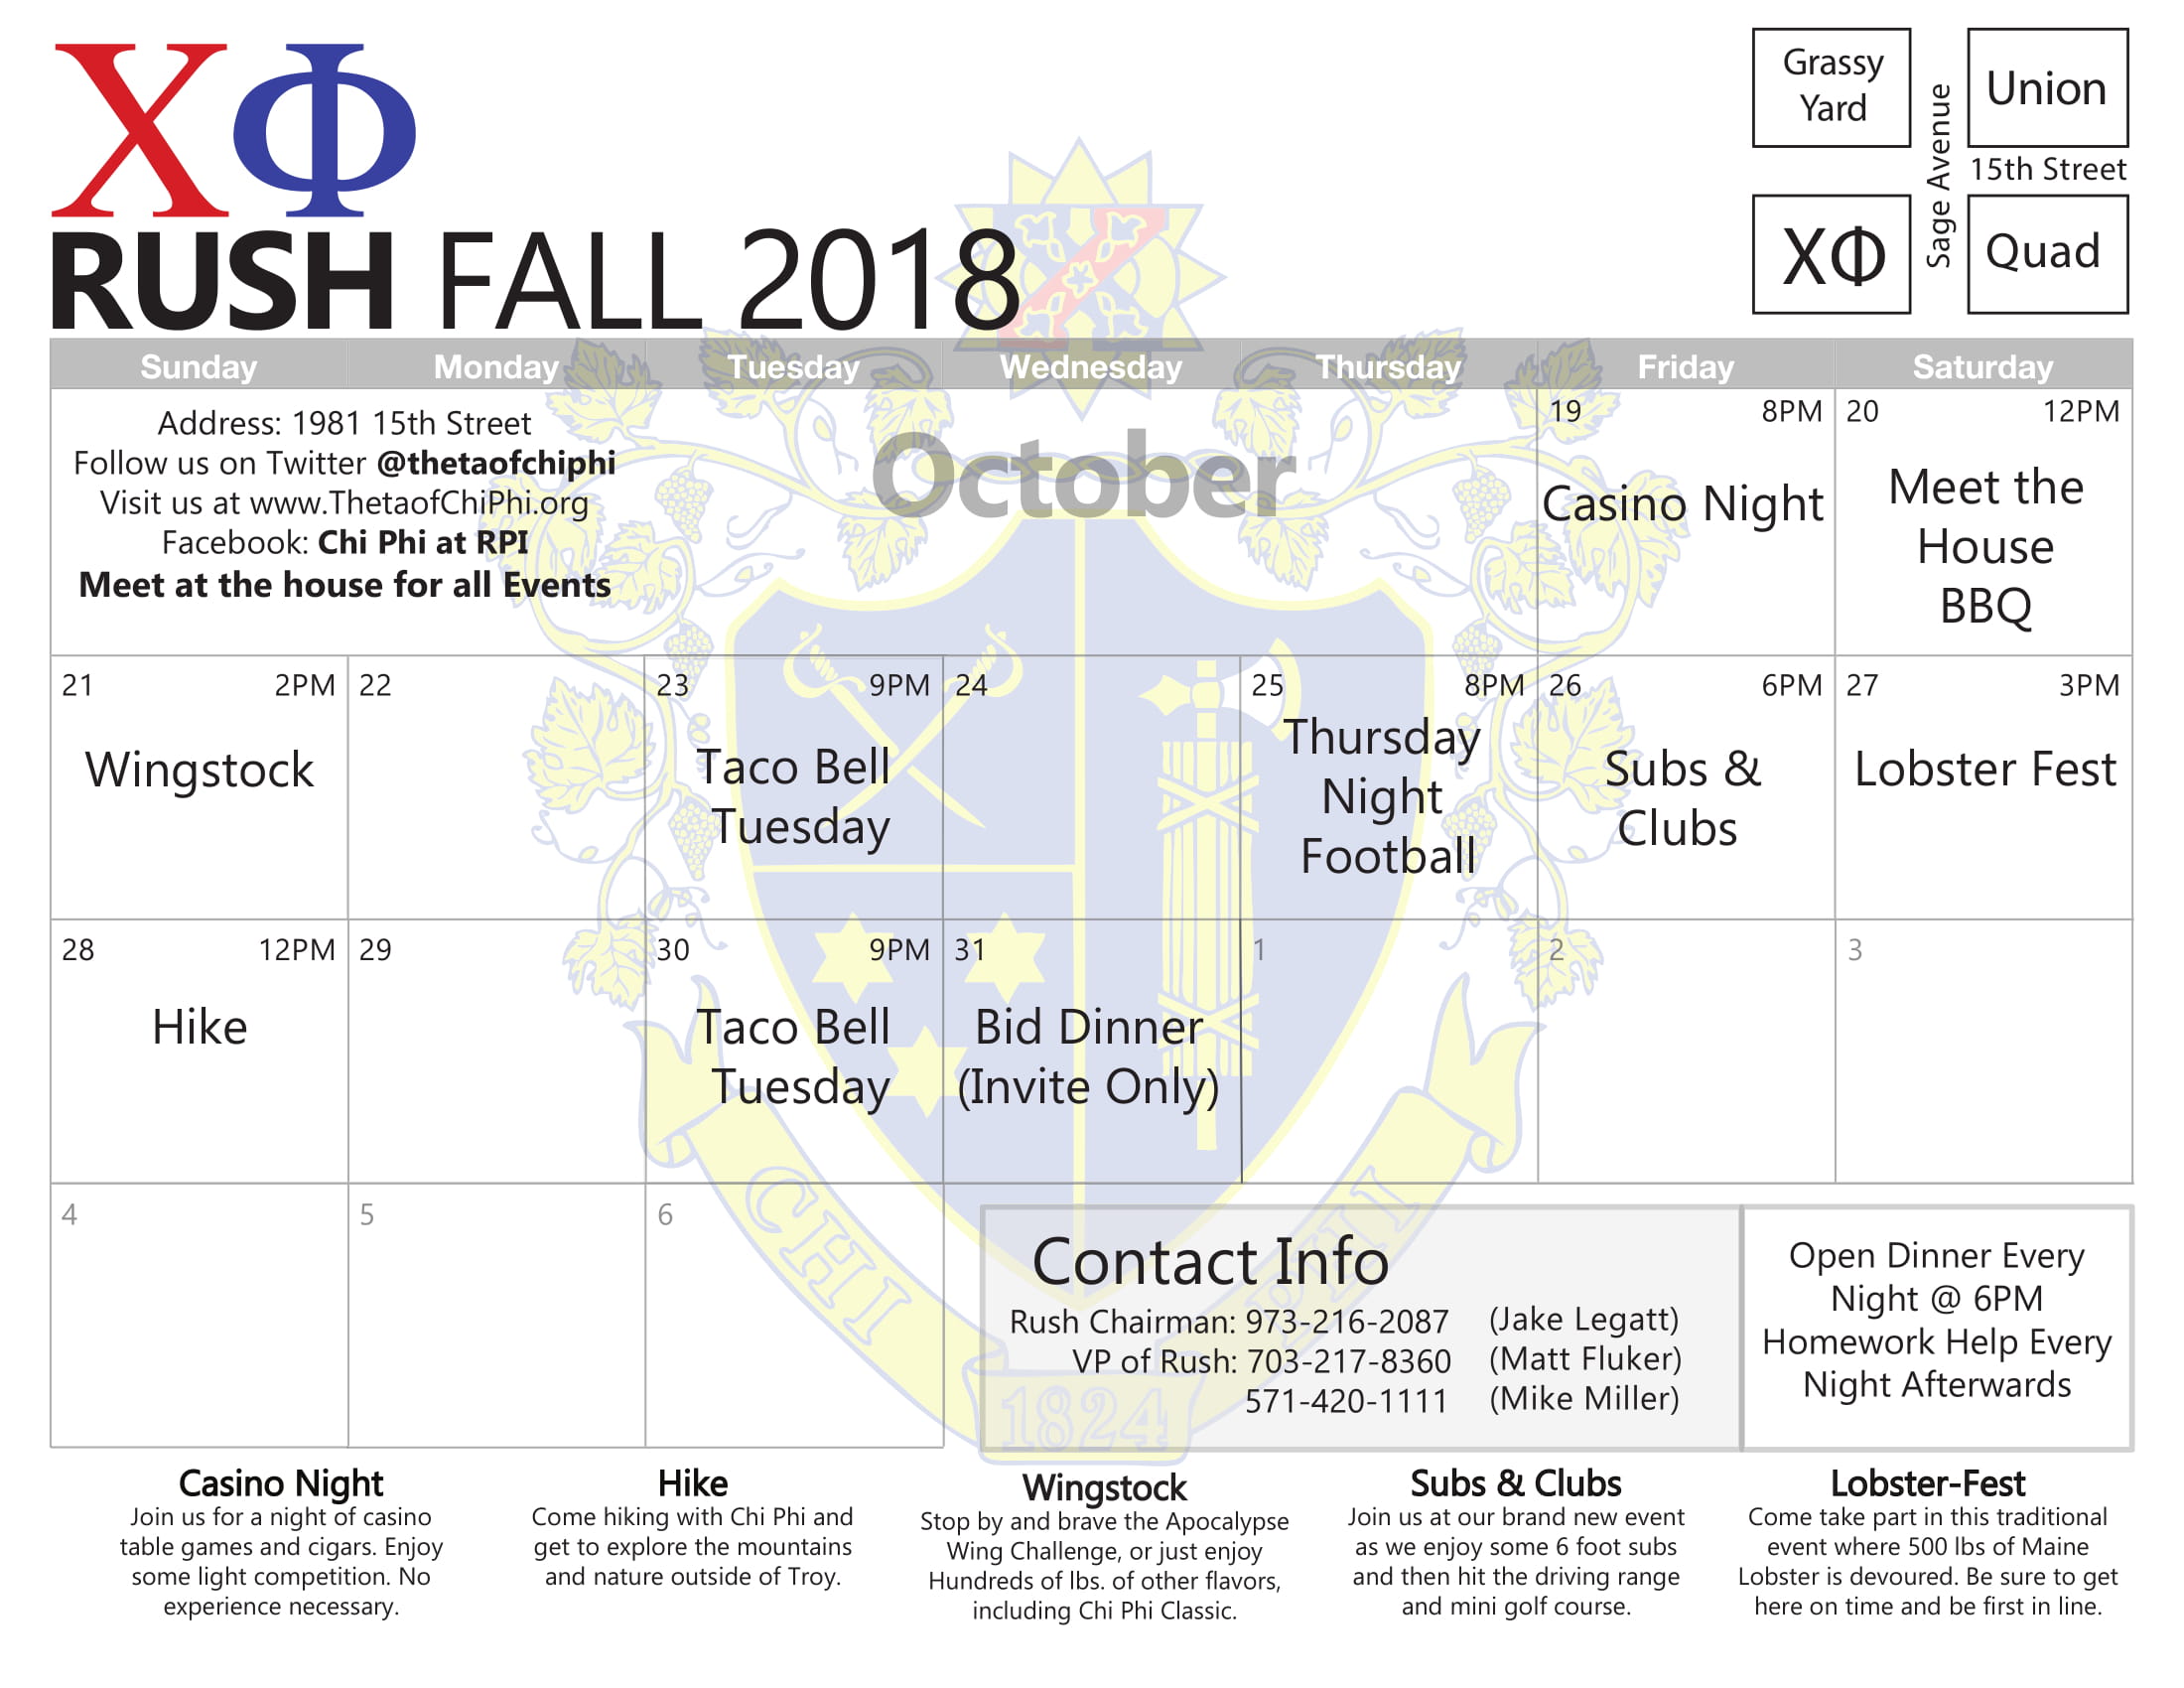 ΧΦ
RUSH FALL 2018
Grassy
Yard
Union
Sage Avenue
15th Street
ΧΦ
Quad
Sunday Monday Tuesday Wednesday Thursday Friday Saturday
Address: 1981 15th Street
Follow us on Twitter @thetaofchiphi
Visit us at www.ThetaofChiPhi.org
Facebook: Chi Phi at RPI
Meet at the house for all Events
October
19 8PM
Casino Night
20 12PM
Meet the
House
BBQ
21 2PM
Wingstock
22
23 9PM
Taco Bell
Tuesday
24
25 8PM
Thursday
Night
Football
26 6PM
Subs &
Clubs
27 3PM
Lobster Fest
28 12PM
Hike
29
30 9PM
Taco Bell
Tuesday
31
Bid Dinner
(Invite Only)
1
2
3
4
5
6
CHI PHI
1824
Contact Info
Rush Chairman: 973-216-2087 (Jake Legatt)
VP of Rush: 703-217-8360 (Matt Fluker)
571-420-1111 (Mike Miller)
Open Dinner Every
Night @ 6PM
Homework Help Every
Night Afterwards
Casino Night
Join us for a night of casino
table games and cigars. Enjoy
some light competition. No
experience necessary.
Hike
Come hiking with Chi Phi and
get to explore the mountains
and nature outside of Troy.
Wingstock
Stop by and brave the Apocalypse
Wing Challenge, or just enjoy
Hundreds of lbs. of other flavors,
including Chi Phi Classic.
Subs & Clubs
Join us at our brand new event
as we enjoy some 6 foot subs
and then hit the driving range
and mini golf course.
Lobster-Fest
Come take part in this traditional
event where 500 lbs of Maine
Lobster is devoured. Be sure to get
here on time and be first in line.